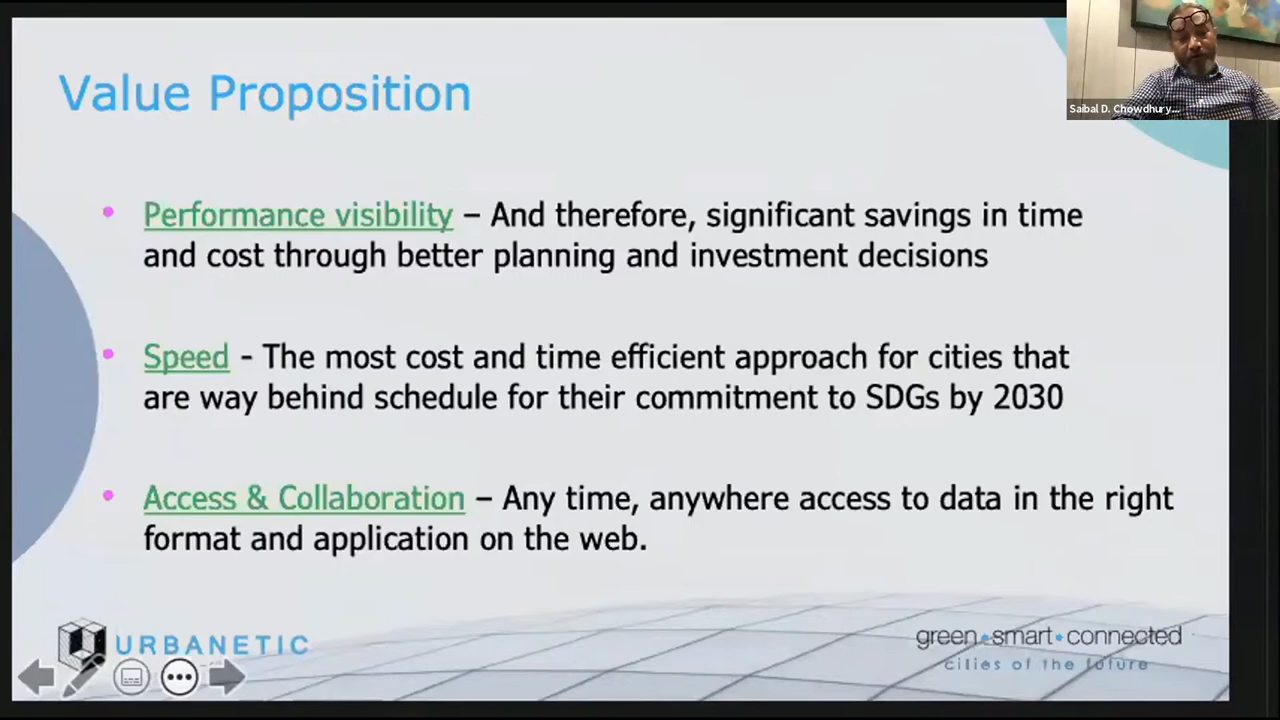 Saibal D. Chowdhury...
Value Proposition
• Performance visibility – And therefore, significant savings in time
and cost through better planning and investment decisions
• Speed - The most cost and time efficient approach for cities that
are way behind schedule for their commitment to SDGs by 2030
• Access & Collaboration – Any time, anywhere access to data in the right
format and application on the web.
URBANETIC
green•smart•connected
cities of the future